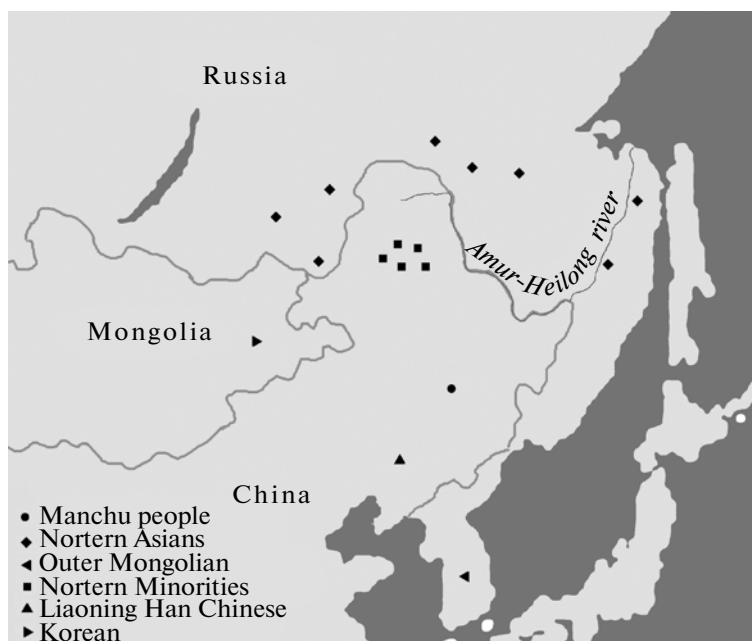 Russia
Amur-Heilong river
Mongolia
China
Manchu people
Nortern Asians
Outer Mongolian
Nortern Minorities
Liaoning Han Chinese
Korean